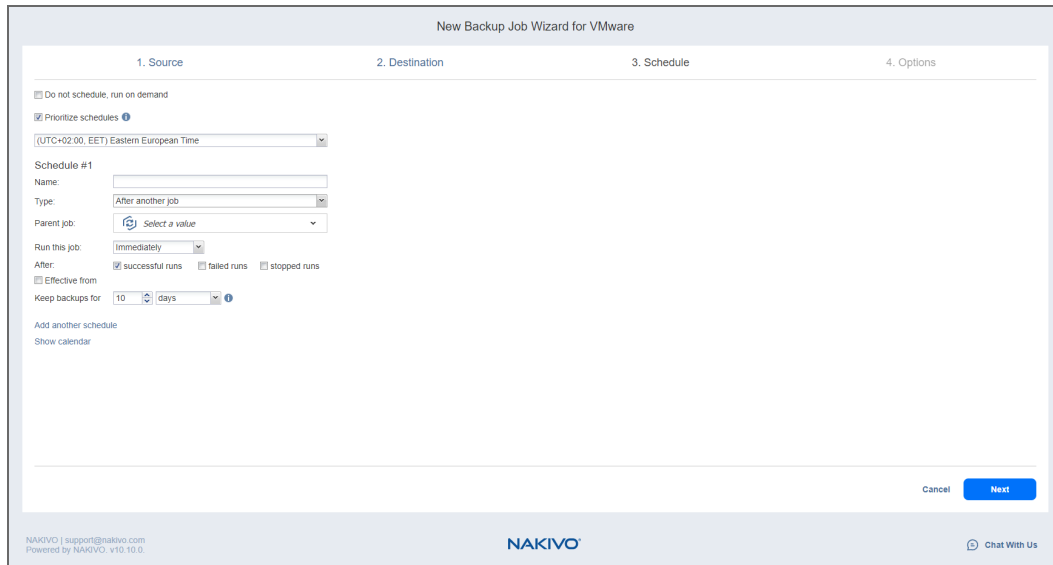 New Backup Job Wizard for VMware
1. Source 2. Destination 3. Schedule 4. Options
Do not schedule, run on demand
Prioritize schedules
(UTC+02:00, EET) Eastern European Time
Schedule #1
Name:
Type: After another job
Parent job: Select a value
Run this job: Immediately
After: successful runs failed runs stopped runs
Effective from
Keep backups for 10 days
Add another schedule
Show calendar
Cancel Next
NAKIVO | support@nakivo.com
Powered by NAKIVO. v10.10.0
NAKIVO®
Chat With Us